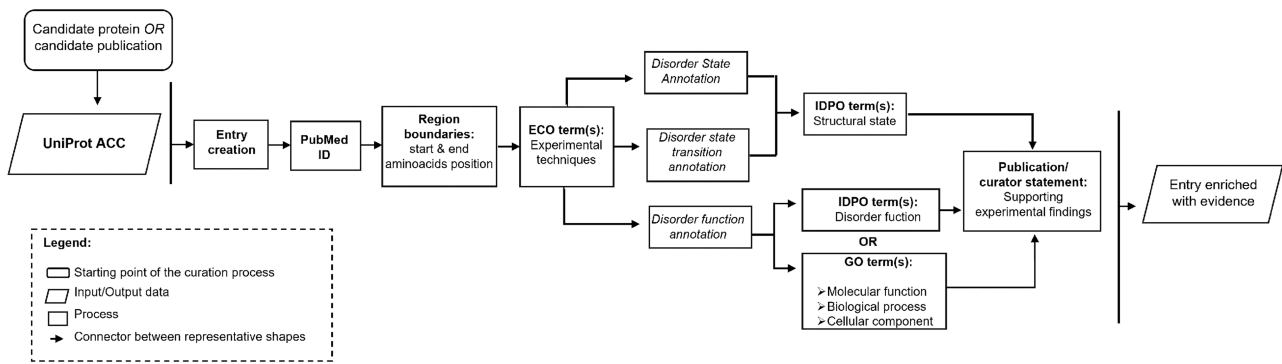 Candidate protein OR
candidate publication
UniProt ACC
Entry
creation
PubMed
ID
Region
boundaries:
start & end
aminoacids position
ECO term(s):
Experimental
techniques
Disorder State
Annotation
Disorder state
transition
annotation
Disorder function
annotation
IDPO term(s):
Structural state
IDPO term(s):
Disorder fuction
OR
GO term(s):
➢Molecular function
➢Biological process
➢Cellular component
Publication/
curator statement:
Supporting
experimental findings
Entry enriched
with evidence
Legend:
Starting point of the curation process
Input/Output data
Process
Connector between representative shapes